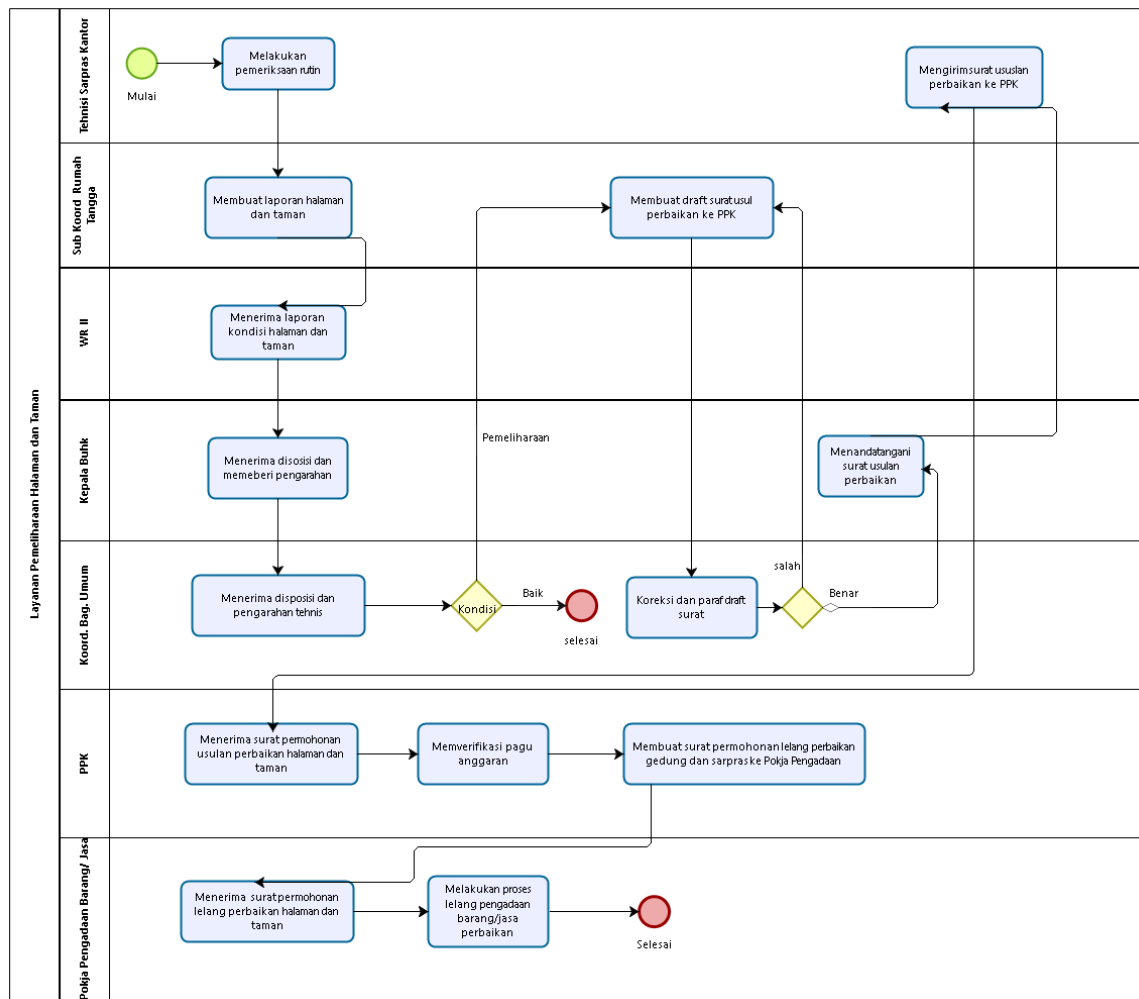 Layanan Pemeliharaan Halaman dan Taman
Tehnisi Sarpras Kantor
Mulai
Melakukan
pemeriksaan rutin
Mengirimsurat ususlan
perbaikan ke PPK
Sub Koord Rumah
Tangga
Membuat laporan halaman
dan taman
Membuat draft surat usul
perbaikan ke PPK
WR II
Menerima laporan
kondisi halaman dan
taman
Kepala Buhk
Menerima disosisi dan
memeberi pengarahan
Pemeliharaan
Menandatangani
surat usulan
perbaikan
Koord. Bag. Umum
Menerima disposisi dan
pengarahan tehnis
Kondisi
Baik
selesai
Koreksi dan paraf draft
surat
salah
Benar
PPK
Menerima surat permohonan
usulan perbaikan halaman dan
taman
Memverifikasi pagu
anggaran
Membuat surat permohonan lelang perbaikan
gedung dan sarpras ke Pokja Pengadaan
Pokja Pengadaan Barang/ Jasa
Menerima surat permohonan
lelang perbaikan halaman dan
taman
Melakukan proses
lelang pengadaan
barang/jasa
perbaikan
Selesai